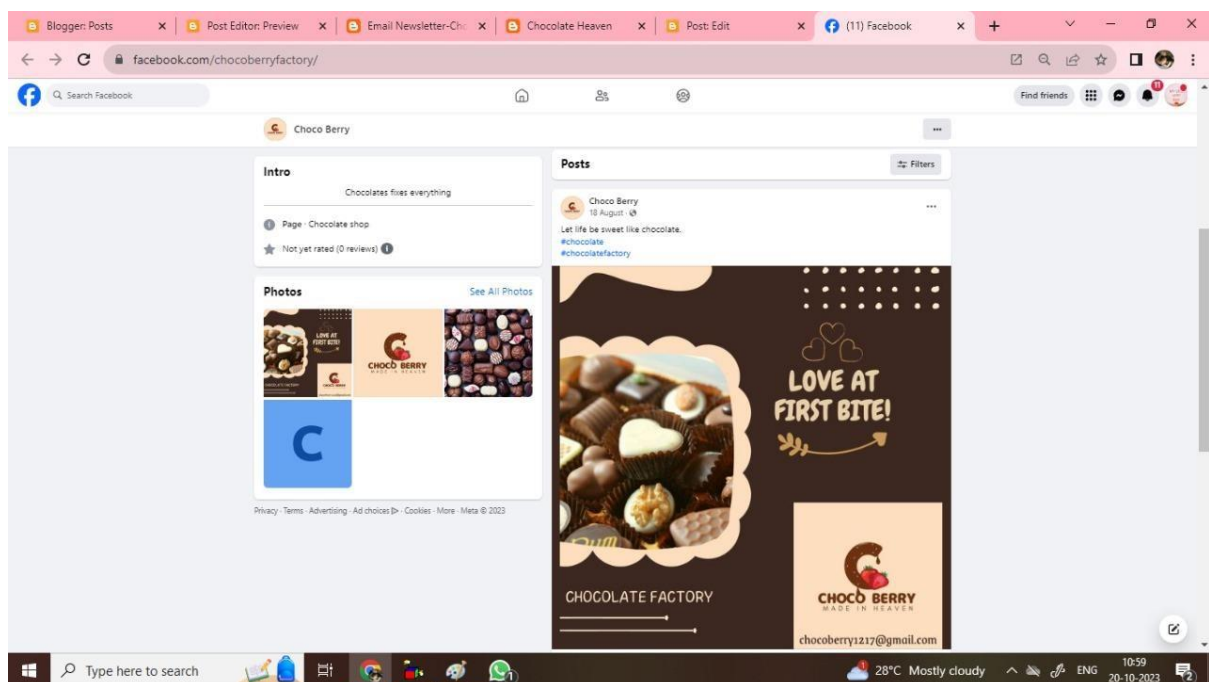 Blogger: Posts
Post Editor: Preview
Email Newsletter-Cho
Chocolate Heaven
Post: Edit
(11) Facebook
facebook.com/chocoberryfactory/
Search Facebook
Find friends
11
Choco Berry
Intro
Chocolates fixes everything
Page · Chocolate shop
Not yet rated (0 reviews)
Photos
See All Photos
LOVE AT
FIRST BITE!
CHOCO BERRY
MADE IN HEAVEN
C
Privacy · Terms · Advertising · Ad choices · Cookies · More · Meta © 2023
Posts
Filters
Choco Berry
18 August
Let life be sweet like chocolate.
#chocolate
#chocolatefactory
LOVE AT
FIRST BITE!
CHOCOLATE FACTORY
CHOCO BERRY
MADE IN HEAVEN
chocoberry1217@gmail.com
Type here to search
28°C Mostly cloudy
ENG
10:59
20-10-2023